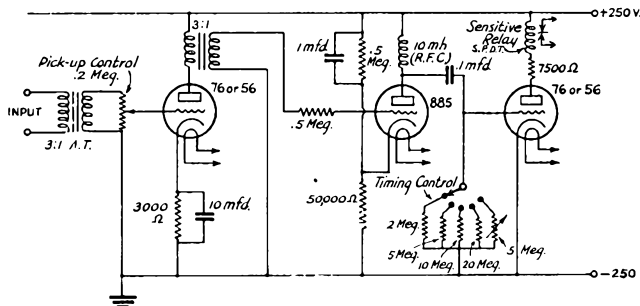 3:1
+250 V.
Pick-up Control
.2 Meg.
1 mfd.
.5
Meg.
10 mh
(R.F.C)
.1 mfd.
Sensitive
Relay
S.P.D.T.
7500Ω
76 or 56
885
76 or 56
INPUT
3:1 A.T.
.5 Meg.
3000
Ω
10 mfd.
50,000Ω
Timing Control
2 Meg.
5 Meg.
10 Meg.
20 Meg.
5 Meg.
-250